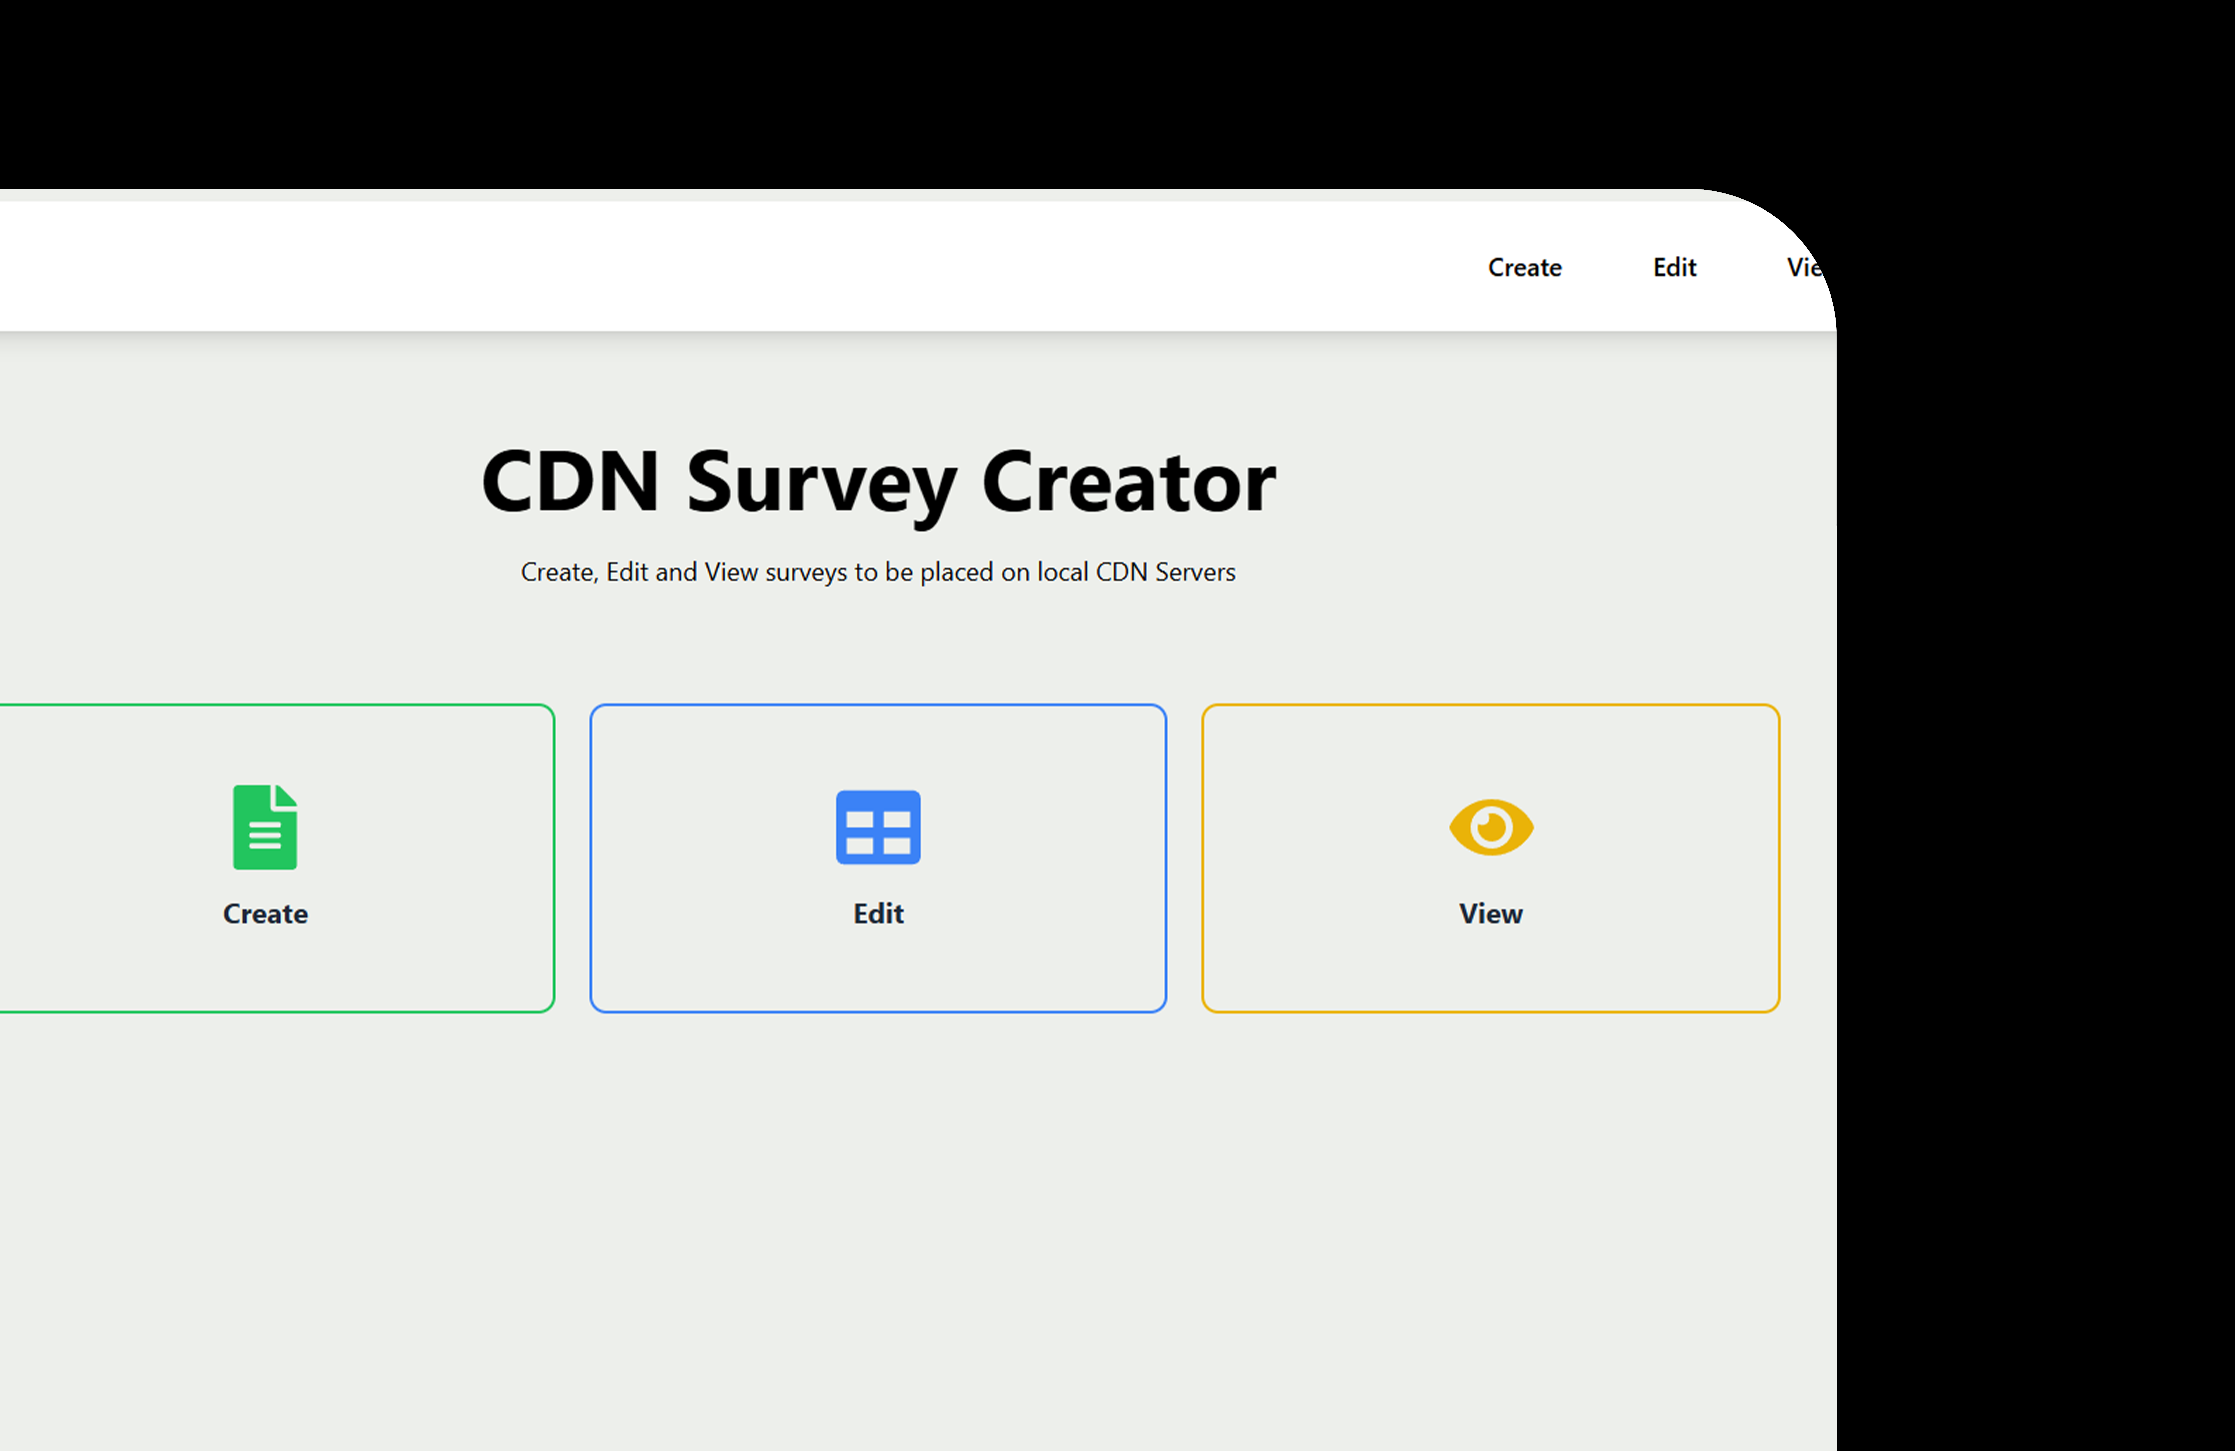 Create Edit
CDN Survey Creator
Create, Edit and View surveys to be placed on local CDN Servers
Create Edit View